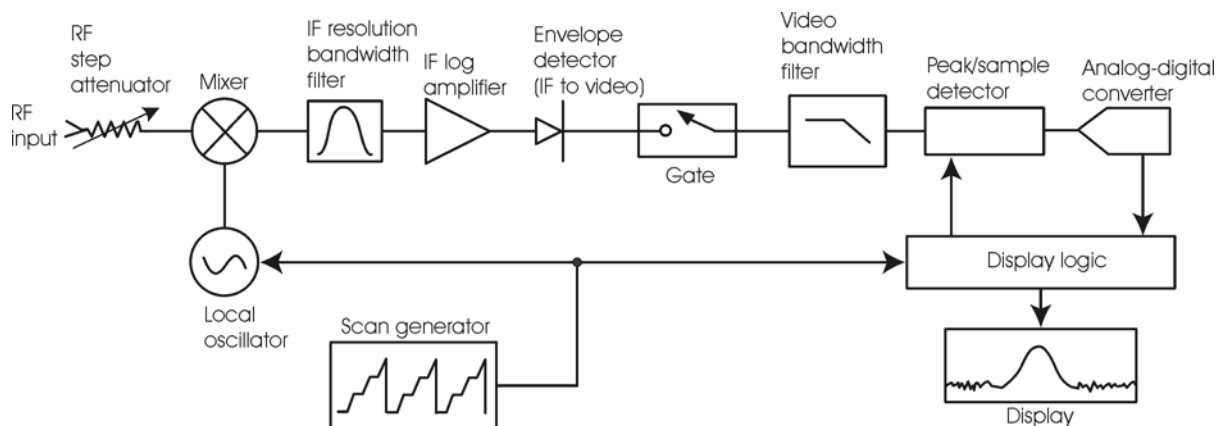 RF
step
attenuator
RF
input
Mixer
IF resolution
bandwidth
filter
IF log
amplifier
Envelope
detector
(IF to video)
Gate
Video
bandwidth
filter
Peak/sample
detector
Analog-digital
converter
Local
oscillator
Scan generator
Display logic
Display